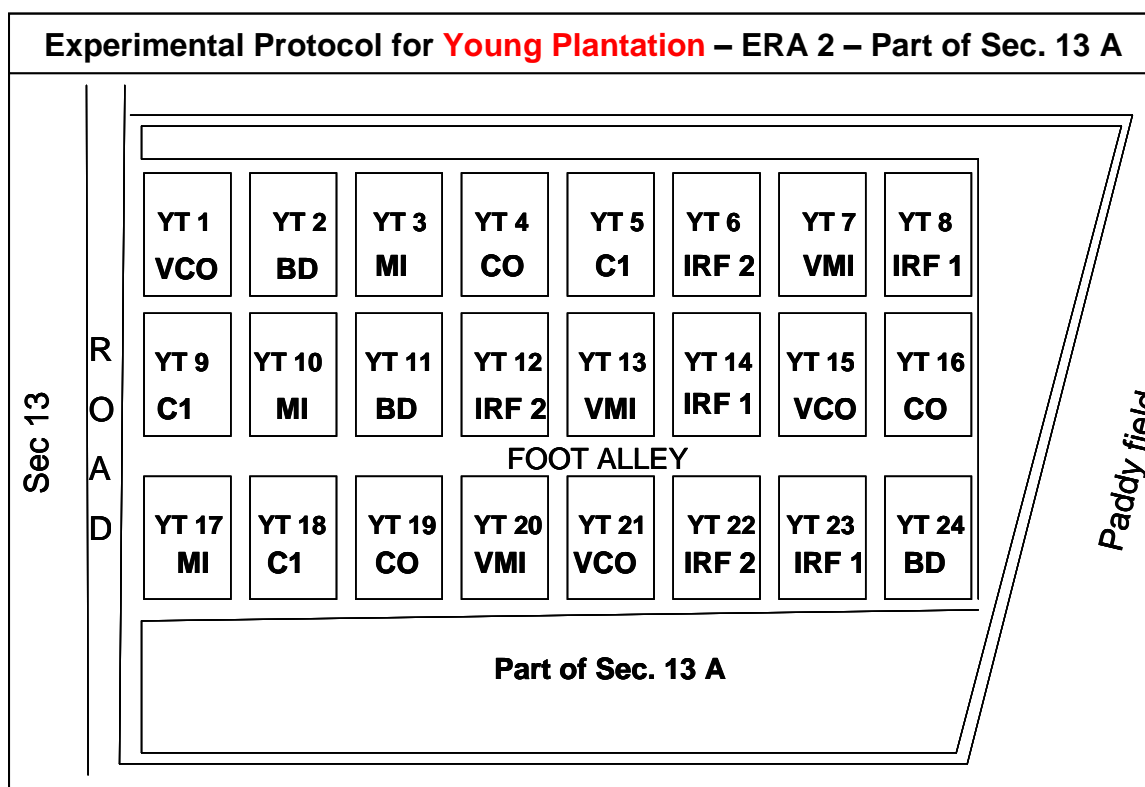 Experimental Protocol for Young Plantation – ERA 2 – Part of Sec. 13 A
YT 1 YT 2 YT 3 YT 4 YT 5 YT 6 YT 7 YT 8
VCO BD MI CO C1 IRF 2 VMI IRF 1
YT 9 YT 10 YT 11 YT 12 YT 13 YT 14 YT 15 YT 16
C1 MI BD IRF 2 VMI IRF 1 VCO CO
FOOT ALLEY
YT 17 YT 18 YT 19 YT 20 YT 21 YT 22 YT 23 YT 24
MI C1 CO VMI VCO IRF 2 IRF 1 BD
Part of Sec. 13 A
Sec 13
ROAD
Paddy field